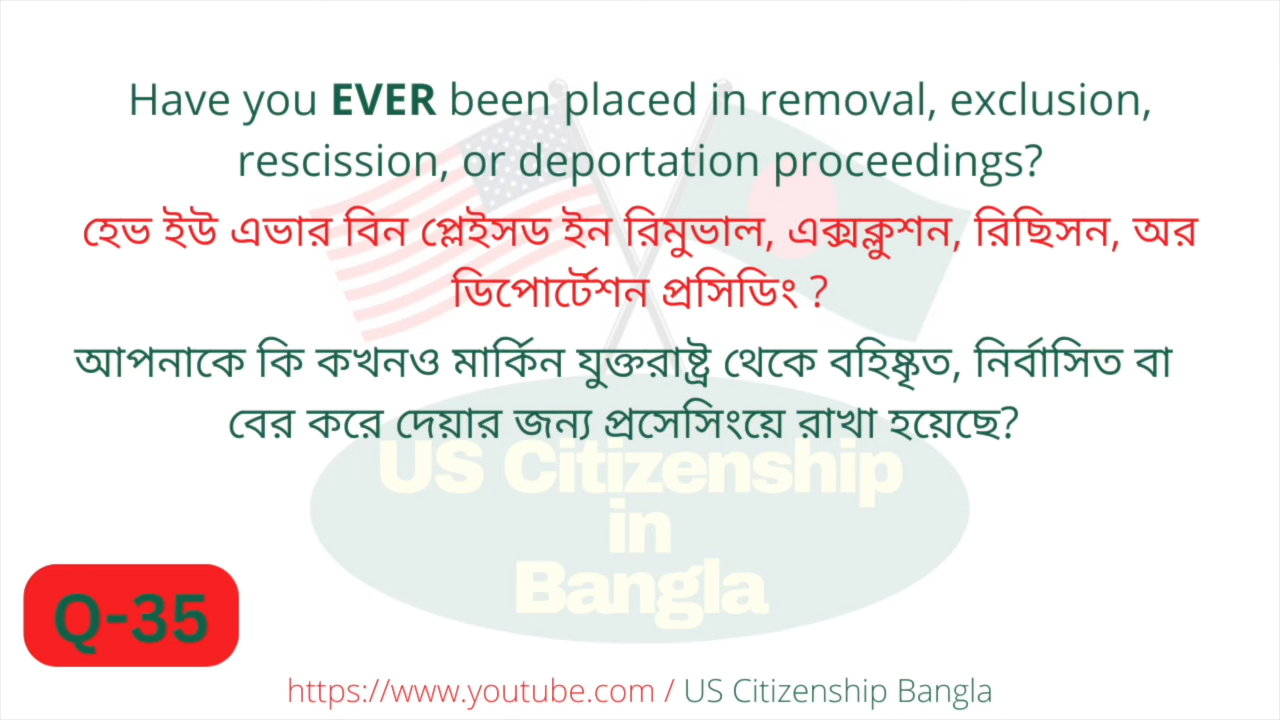 Have you EVER been placed in removal, exclusion,
rescission, or deportation proceedings?
হেভ ইউ এভার বিন প্লেইসড ইন রিমুভাল, এক্সক্লুশন, রিছিসন, অর
ডিপোর্টেশন প্রসিডিং ?
আপনাকে কি কখনও মার্কিন যুক্তরাষ্ট্র থেকে বহিষ্কৃত, নির্বাসিত বা
বের করে দেয়ার জন্য প্রসেসিংয়ে রাখা হয়েছে?
US Citizenship
in
Bangla
Q-35
https://www.youtube.com / US Citizenship Bangla